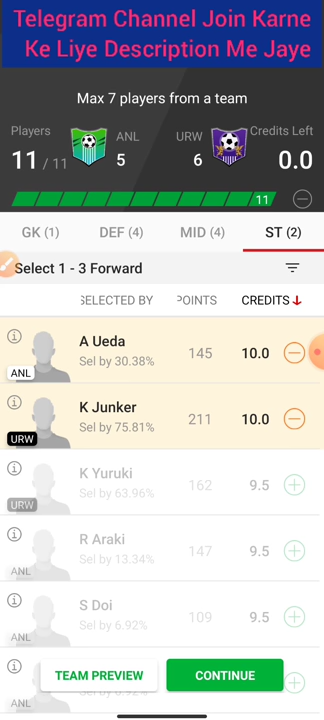 Telegram Channel Join Karne
Ke Liye Description Me Jaye
Max 7 players from a team
Players
11 / 11
ANL
5
URW
6
Credits Left
0.0
11
GK (1)
DEF (4)
MID (4)
ST (2)
Select 1 - 3 Forward
SELECTED BY
POINTS
CREDITS
A Ueda
Sel by 30.38%
145
10.0
ANL
K Junker
Sel by 75.81%
211
10.0
URW
K Yuruki
Sel by 63.96%
162
9.5
URW
R Araki
Sel by 13.34%
147
9.5
ANL
S Doi
Sel by 6.92%
109
9.5
ANL
TEAM PREVIEW
CONTINUE
ANL